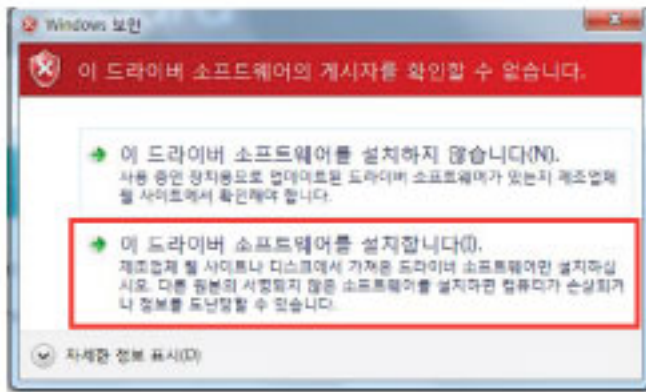 Windows 보안
이 드라이버 소프트웨어의 게시자를 확인할 수 없습니다.
이 드라이버 소프트웨어를 설치하지 않습니다(N).
사용 중인 장치용으로 업데이트된 드라이버 소프트웨어가 있는지 제조업체
웹 사이트에서 확인해야 합니다.
이 드라이버 소프트웨어를 설치합니다(I).
제조업체 웹 사이트나 디스크에서 가져온 드라이버 소프트웨어만 설치하십
시오. 다른 원본의 서명되지 않은 소프트웨어를 설치하면 컴퓨터가 손상되거
나 정보를 도난당할 수 있습니다.
자세한 정보 표시(D)